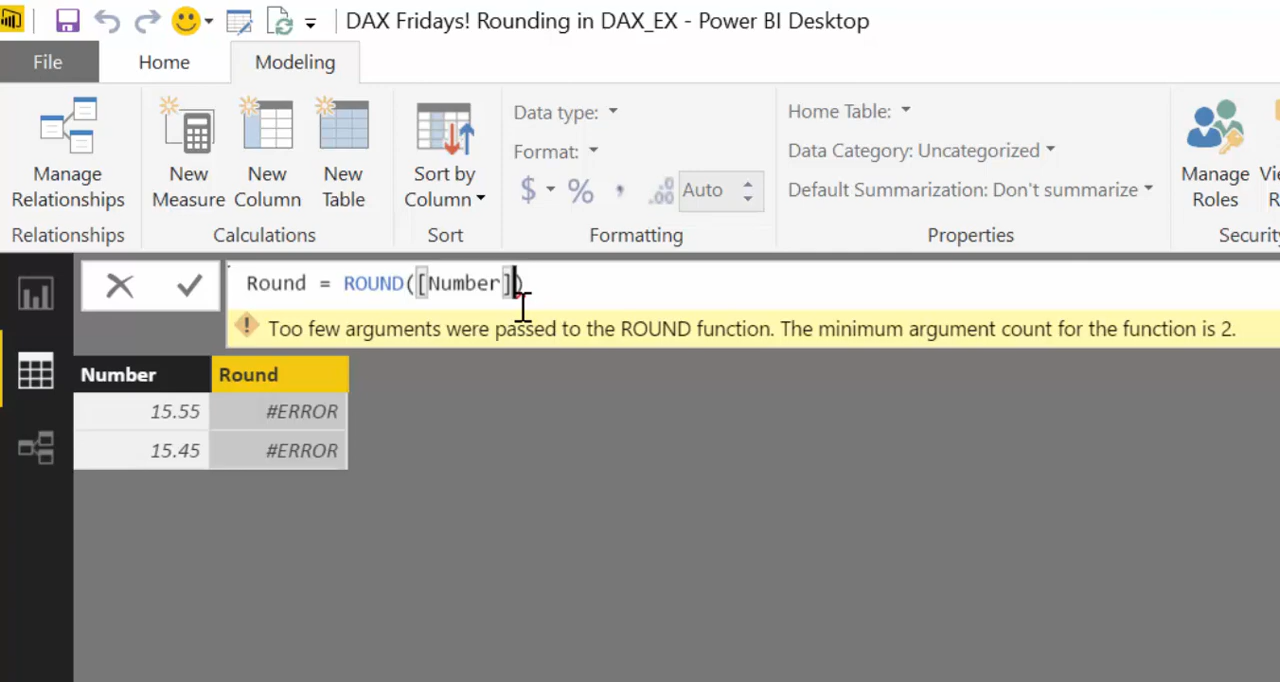 DAX Fridays! Rounding in DAX_EX - Power BI Desktop
File Home Modeling
Manage Relationships
New Measure
New Column
New Table
Sort by Column
Data type:
Format:
$ % , .00 Auto
Home Table:
Data Category: Uncategorized
Default Summarization: Don't summarize
Manage Roles
Relationships Calculations Sort Formatting Properties
Round = ROUND([Number])
Too few arguments were passed to the ROUND function. The minimum argument count for the function is 2.
Number Round
15.55 #ERROR
15.45 #ERROR